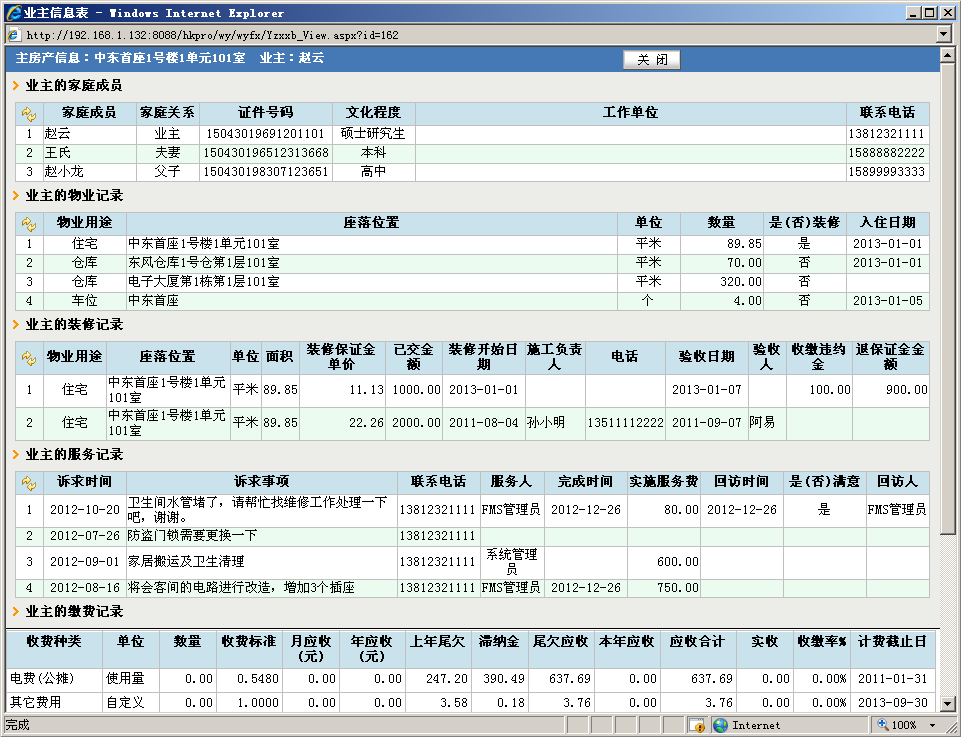 业主信息表 - Windows Internet Explorer
http://192.168.1.132:8088/hkpro/wy/wyfx/Yzxxb_View.aspx?id=162
主房产信息：中东首座1号楼1单元101室 业主：赵云 关 闭
业主的家庭成员
家庭成员 家庭关系 证件号码 文化程度 工作单位 联系电话
1 赵云 业主 15043019691201101 硕士研究生 13812321111
2 王氏 夫妻 150430196512313668 本科 15888882222
3 赵小龙 父子 150430198307123651 高中 15899993333
业主的物业记录
物业用途 座落位置 单位 数量 是(否)装修 入住日期
1 住宅 中东首座1号楼1单元101室 平米 89.85 是 2013-01-01
2 仓库 东风仓库1号仓第1层101室 平米 70.00 否 2013-01-01
3 仓库 电子大厦第1栋第1层101室 平米 320.00 否
4 车位 中东首座 个 4.00 否 2013-01-05
业主的装修记录
物业用途 座落位置 单位 面积 装修保证金单价 已交金额 装修开始日期 施工负责人 电话 验收日期 验收人 收缴违约金 退保证金金额
1 住宅 中东首座1号楼1单元101室 平米 89.85 11.13 1000.00 2013-01-01 2013-01-07 100.00 900.00
2 住宅 中东首座1号楼1单元101室 平米 89.85 22.26 2000.00 2011-08-04 孙小明 13511112222 2011-09-07 阿易
业主的服务记录
诉求时间 诉求事项 联系电话 服务人 完成时间 实施服务费 回访时间 是(否)满意 回访人
1 2012-10-20 卫生间水管堵了，请帮忙找维修工作处理一下吧，谢谢。 13812321111 FMS管理员 2012-12-26 80.00 2012-12-26 是 FMS管理员
2 2012-07-26 防盗门锁需要更换一下 13812321111
3 2012-09-01 家居搬运及卫生清理 13812321111 系统管理员 600.00
4 2012-08-16 将会客间的电路进行改造，增加3个插座 13812321111 FMS管理员 2012-12-26 750.00
业主的缴费记录
收费种类 单位 数量 收费标准 月应收(元) 年应收(元) 上年尾欠 滞纳金 尾欠应收 本年应收 应收合计 实收 收缴率% 计费截止日
电费(公摊) 使用量 0.00 0.5480 0.00 0.00 247.20 390.49 637.69 0.00 637.69 0.00 0.00% 2011-01-31
其它费用 自定义 0.00 1.0000 0.00 0.00 3.58 0.18 3.76 0.00 3.76 0.00 0.00% 2013-09-30
完成 Internet 100%